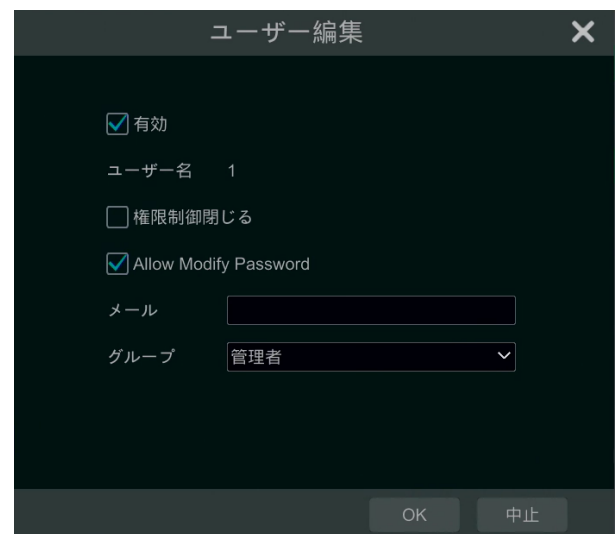 ユーザー編集
有効
ユーザー名 1
権限制御閉じる
Allow Modify Password
メール
グループ 管理者
OK 中止